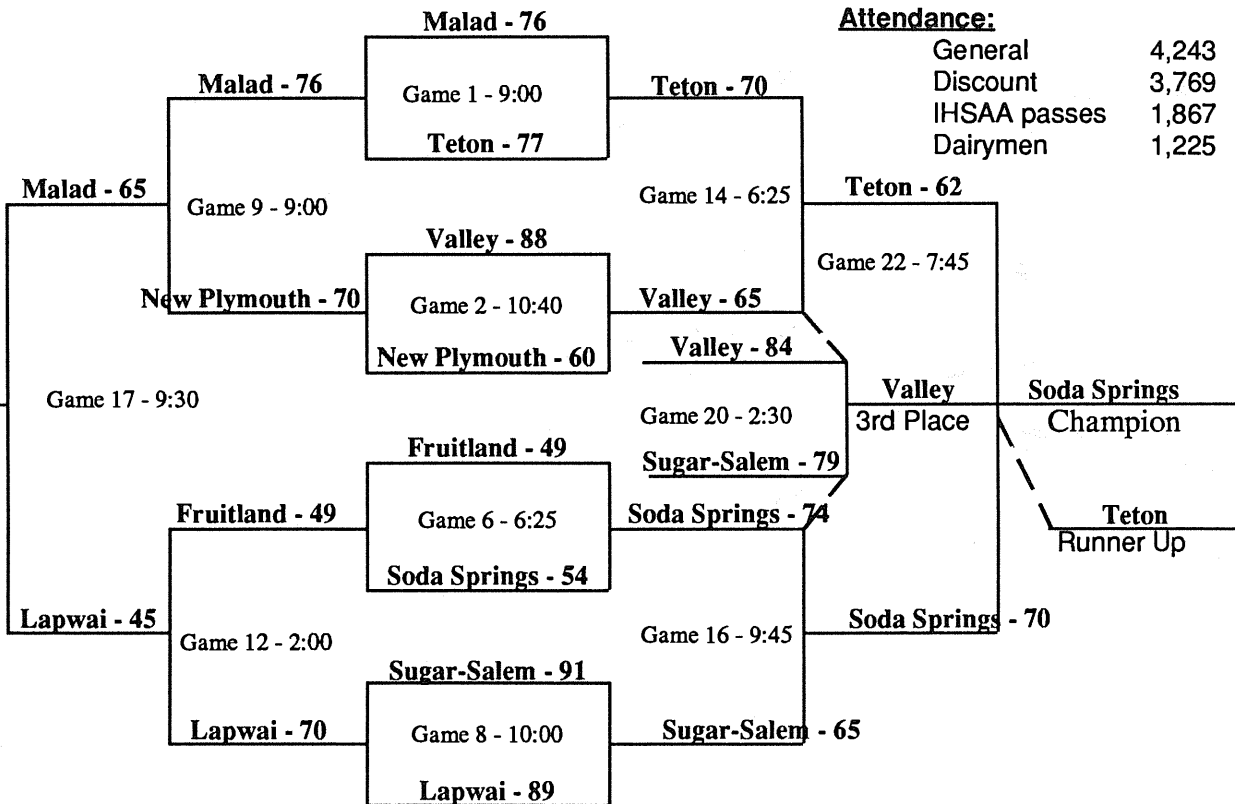 Malad - 76
Attendance:
General 4,243
Discount 3,769
IHSAA passes 1,867
Dairymen 1,225
Malad - 76
Game 1 - 9:00
Teton - 70
Teton - 77
Malad - 65
Game 9 - 9:00
Game 14 - 6:25
Teton - 62
Valley - 88
Game 22 - 7:45
New Plymouth - 70
Game 2 - 10:40
Valley - 65
New Plymouth - 60
Valley - 84
Game 17 - 9:30
Game 20 - 2:30
Valley
3rd Place
Soda Springs
Champion
Fruitland - 49
Sugar-Salem - 79
Fruitland - 49
Game 6 - 6:25
Soda Springs - 74
Teton
Runner Up
Soda Springs - 54
Lapwai - 45
Game 12 - 2:00
Game 16 - 9:45
Soda Springs - 70
Sugar-Salem - 91
Lapwai - 70
Game 8 - 10:00
Sugar-Salem - 65
Lapwai - 89